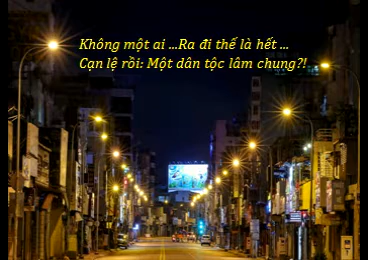 Không một ai ...Ra đi thế là hết ...
Cạn lệ rồi: Một dân tộc lâm chung?!